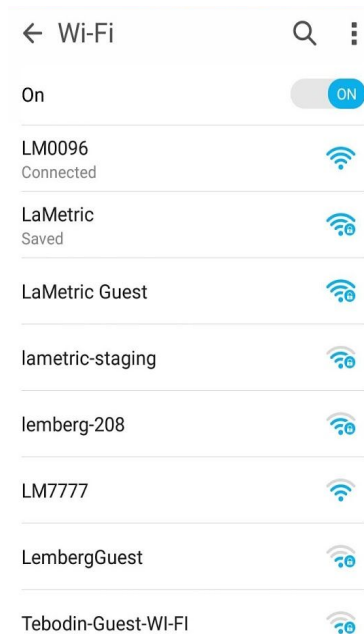 Wi-Fi
On
ON
LM0096
Connected
LaMetric
Saved
LaMetric Guest
lametric-staging
lemberg-208
LM7777
LembergGuest
Tebodin-Guest-WI-FI